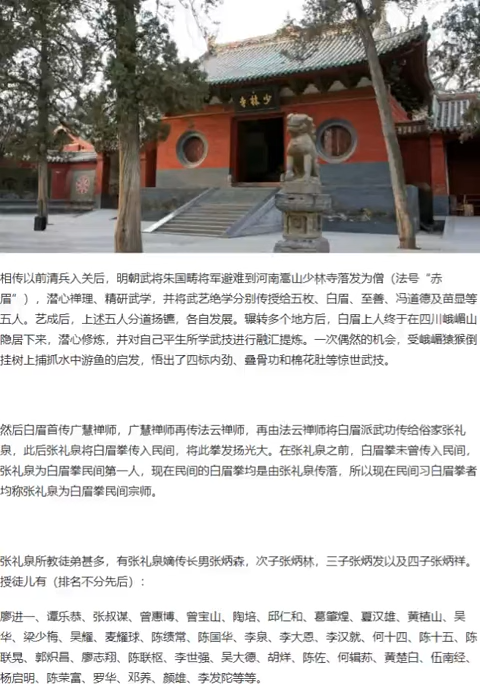 寺林少
相传以前清兵入关后，明朝武将朱国畴将军避难到河南嵩山少林寺落发为僧（法号“赤
眉”），潜心禅理、精研武学，并将武艺绝学分别传授给五枚、白眉、至善、冯道德及苗显等
五人。艺成后，上述五人分道扬镳，各自发展。辗转多个地方后，白眉上人终于在四川峨嵋山
隐居下来，潜心修炼，并对自己平生所学武技进行融汇提炼。一次偶然的机会，受峨嵋猿猴倒
挂树上捕抓水中游鱼的启发，悟出了四标内劲、叠骨功和棉花肚等惊世武技。
然后白眉首传广慧禅师，广慧禅师再传法云禅师，再由法云禅师将白眉派武功传给俗家张礼
泉，此后张礼泉将白眉拳传入民间，将此拳发扬光大。在张礼泉之前，白眉拳未曾传入民间，
张礼泉为白眉拳民间第一人，现在民间的白眉拳均是由张礼泉传落，所以现在民间习白眉拳者
均称张礼泉为白眉拳民间宗师。
张礼泉所教徒弟甚多，有张礼泉嫡传长男张炳森，次子张炳林，三子张炳发以及四子张炳祥。
授徒儿有（排名不分先后）：
廖进一、谭乐恭、张叔谋、曾惠博、曾宝山、陶培、邱仁和、葛肇煌、夏汉雄、黄楂山、吴
华、梁少梅、吴耀、麦耀球、陈绩常、陈国华、李泉、李大恩、李汉就、何十四、陈十五、陈
联晃、郭炽昌、廖志翔、陈联枢、李世强、吴大德、胡烊、陈佐、何辑荪、黄楚白、伍南经、
杨启明、陈荣富、罗华、邓养、颜雄、李发陀等等。